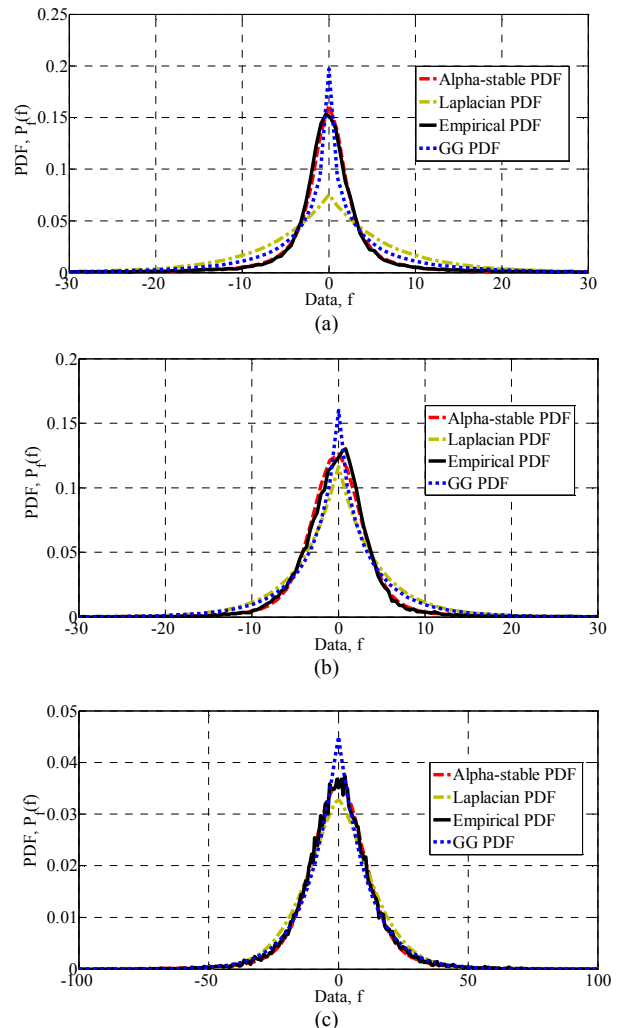 0.25
0.2
0.15
0.1
0.05
0
PDF, P_f(f)
Alpha-stable PDF
Laplacian PDF
Empirical PDF
GG PDF
-30 -20 -10 0 10 20 30
Data, f
(a)
0.2
0.15
0.1
0.05
0
PDF, P_f(f)
Alpha-stable PDF
Laplacian PDF
Empirical PDF
GG PDF
-30 -20 -10 0 10 20 30
Data, f
(b)
0.05
0.04
0.03
0.02
0.01
0
PDF, P_f(f)
Alpha-stable PDF
Laplacian PDF
Empirical PDF
GG PDF
-100 -50 0 50 100
Data, f
(c)